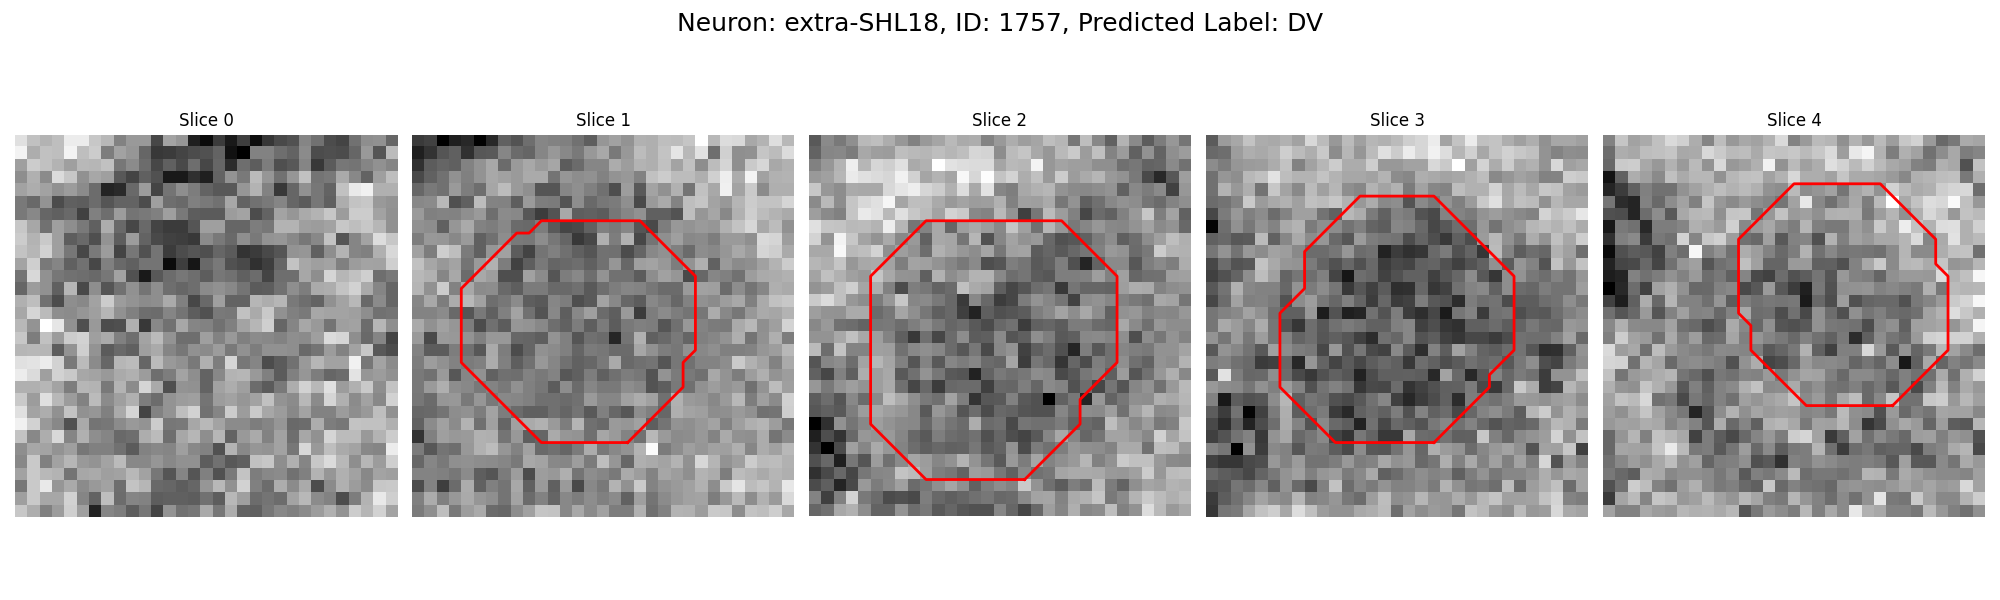 Neuron: extra-SHL18, ID: 1757, Predicted Label: DV
Slice 0
Slice 1
Slice 2
Slice 3
Slice 4